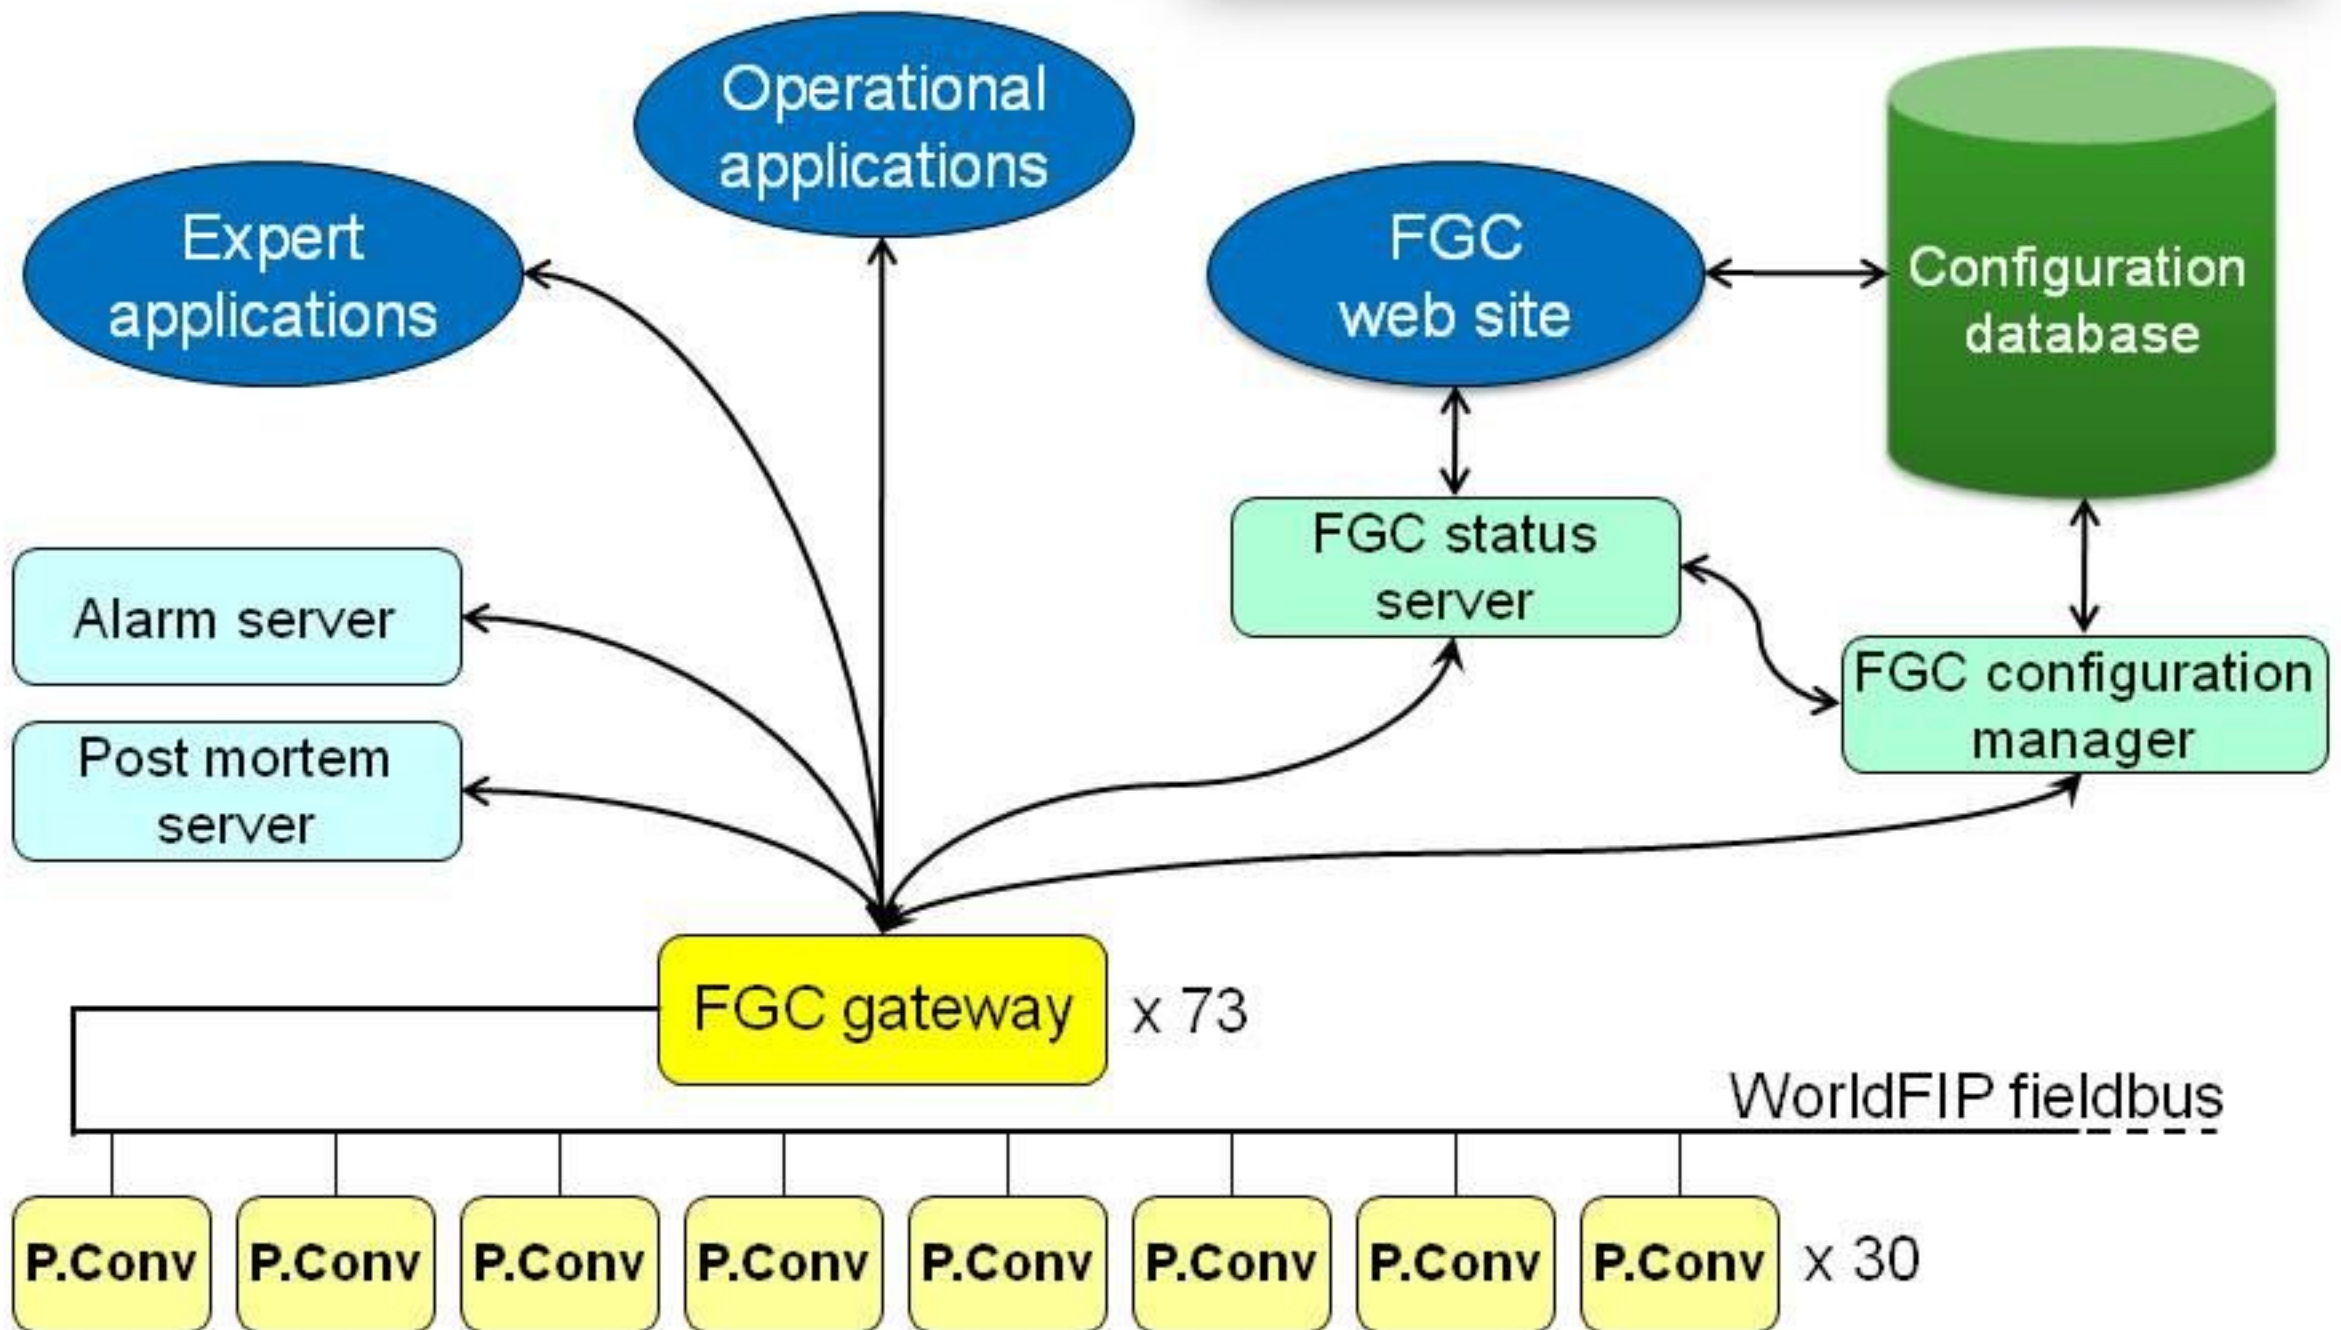 Operational
applications
Expert
applications
FGC
web site
Configuration
database
FGC status
server
Alarm server
FGC configuration
manager
Post mortem
server
FGC gateway
x 73
WorldFIP fieldbus
P.Conv
P.Conv
P.Conv
P.Conv
P.Conv
P.Conv
P.Conv
P.Conv
x 30